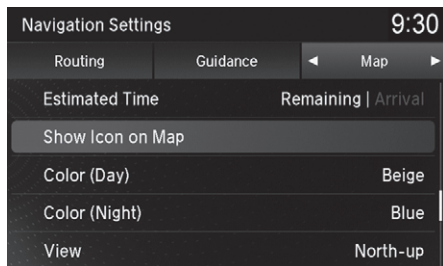 Navigation Settings 9:30
Routing Guidance Map
Estimated Time Remaining | Arrival
Show Icon on Map
Color (Day) Beige
Color (Night) Blue
View North-up